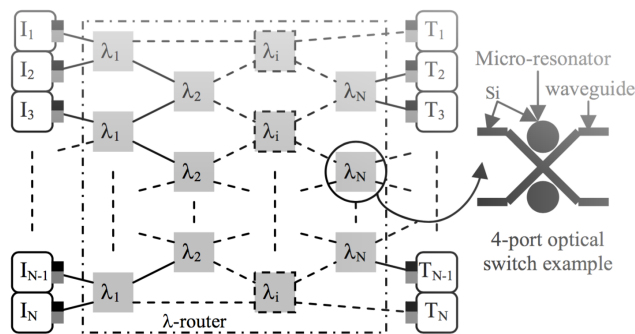 I1
λ1
λi
T1
I2
λ2
λN
T2
I3
λ1
λi
T3
λN
λ2
IN-1
λ2
λN
TN-1
IN
λ1
λi
TN
λ-router
Micro-resonator
Si
waveguide
4-port optical
switch example